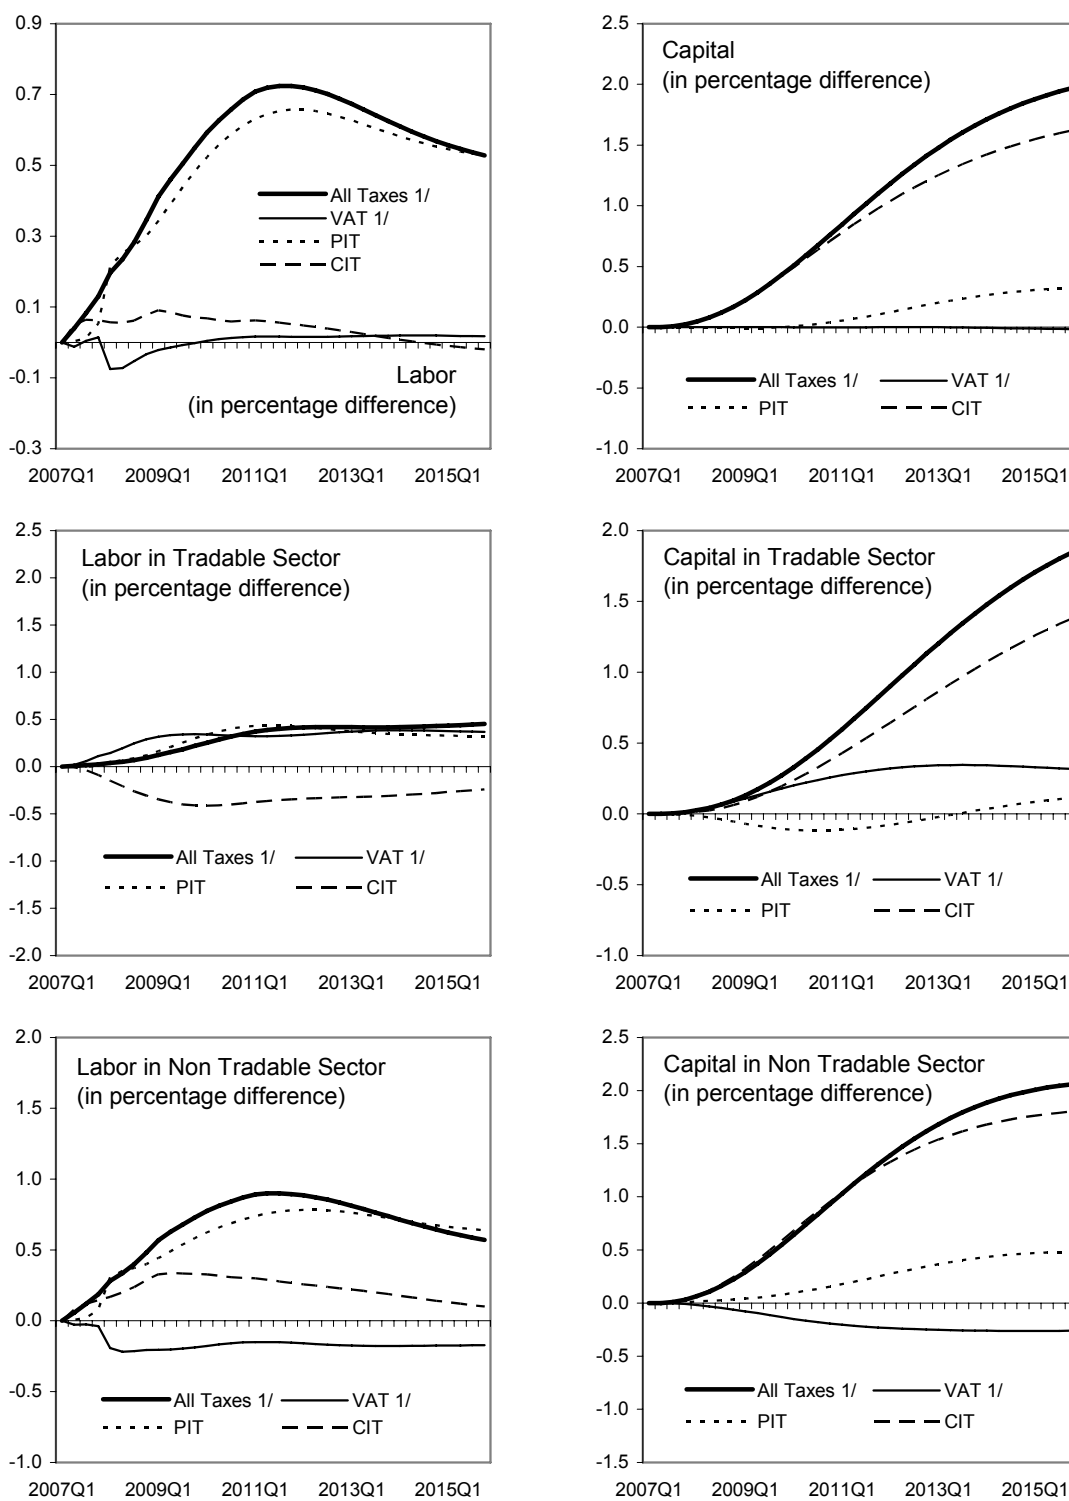 0.9
0.7
0.5
0.3
0.1
-0.1
-0.3
All Taxes 1/
VAT 1/
PIT
CIT
Labor
(in percentage difference)
2007Q1 2009Q1 2011Q1 2013Q1 2015Q1
2.5
2.0
1.5
1.0
0.5
0.0
-0.5
-1.0
Capital
(in percentage difference)
All Taxes 1/ VAT 1/
PIT CIT
2007Q1 2009Q1 2011Q1 2013Q1 2015Q1
2.5
2.0
1.5
1.0
0.5
0.0
-0.5
-1.0
-1.5
-2.0
Labor in Tradable Sector
(in percentage difference)
All Taxes 1/ VAT 1/
PIT CIT
2007Q1 2009Q1 2011Q1 2013Q1 2015Q1
2.0
1.5
1.0
0.5
0.0
-0.5
-1.0
Capital in Tradable Sector
(in percentage difference)
All Taxes 1/ VAT 1/
PIT CIT
2007Q1 2009Q1 2011Q1 2013Q1 2015Q1
2.0
1.5
1.0
0.5
0.0
-0.5
-1.0
Labor in Non Tradable Sector
(in percentage difference)
All Taxes 1/ VAT 1/
PIT CIT
2007Q1 2009Q1 2011Q1 2013Q1 2015Q1
2.5
2.0
1.5
1.0
0.5
0.0
-0.5
-1.0
-1.5
Capital in Non Tradable Sector
(in percentage difference)
All Taxes 1/ VAT 1/
PIT CIT
2007Q1 2009Q1 2011Q1 2013Q1 2015Q1